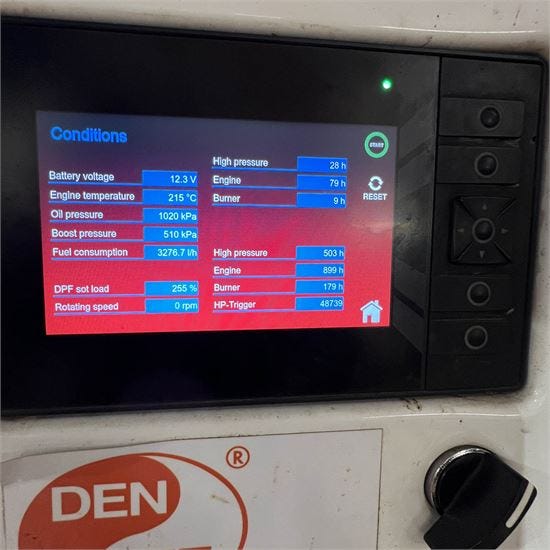 Conditions
START
RESET
Battery voltage 12.3 V
Engine temperature 215 °C
Oil pressure 1020 kPa
Boost pressure 510 kPa
Fuel consumption 3276.7 l/h
DPF sot load 255 %
Rotating speed 0 rpm
High pressure 28 h
Engine 79 h
Burner 9 h
High pressure 503 h
Engine 899 h
Burner 179 h
HP-Trigger 48739
DEN
®